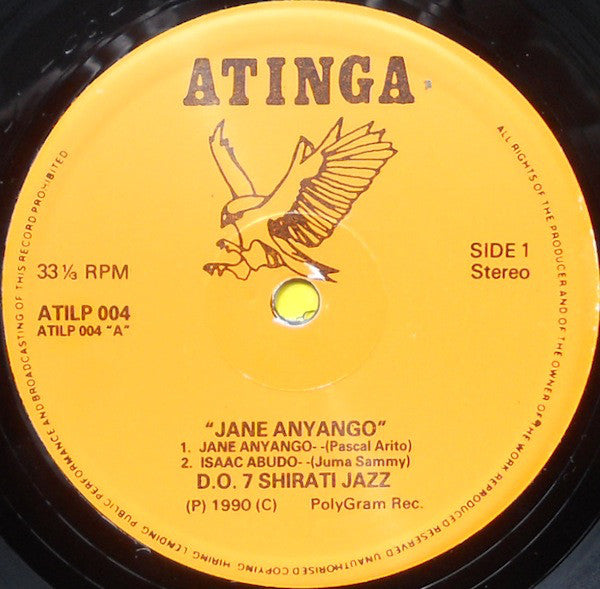 ATINGA
33 ⅓ RPM
SIDE 1
Stereo
ATILP 004
ATILP 004 "A"
"JANE ANYANGO"
1. JANE ANYANGO--(Pascal Arito)
2. ISAAC ABUDO--(Juma Sammy)
D.O. 7 SHIRATI JAZZ
(P) 1990 (C) PolyGram Rec.
ALL RIGHTS OF THE PRODUCER AND OF THE OWNER OF THE WORK REPRODUCED RESERVED UNAUTHORISED COPYING, HIRING, LENDING, PUBLIC PERFORMANCE AND BROADCASTING OF THIS RECORD PROHIBITED